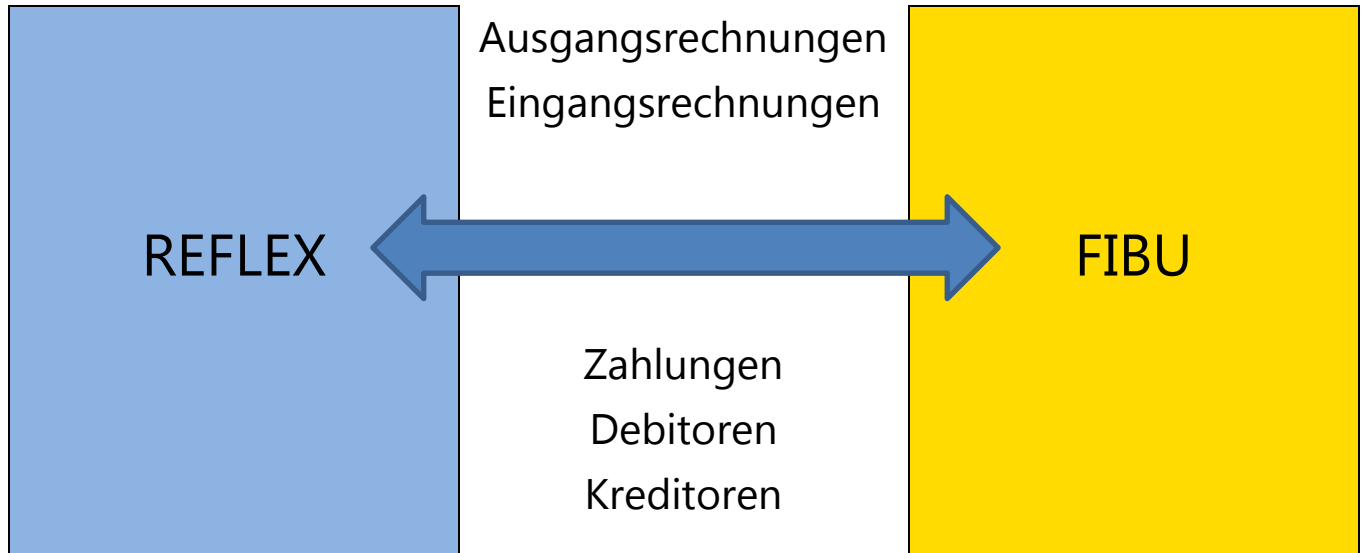 Ausgangsrechnungen
Eingangsrechnungen
REFLEX
FIBU
Zahlungen
Debitoren
Kreditoren